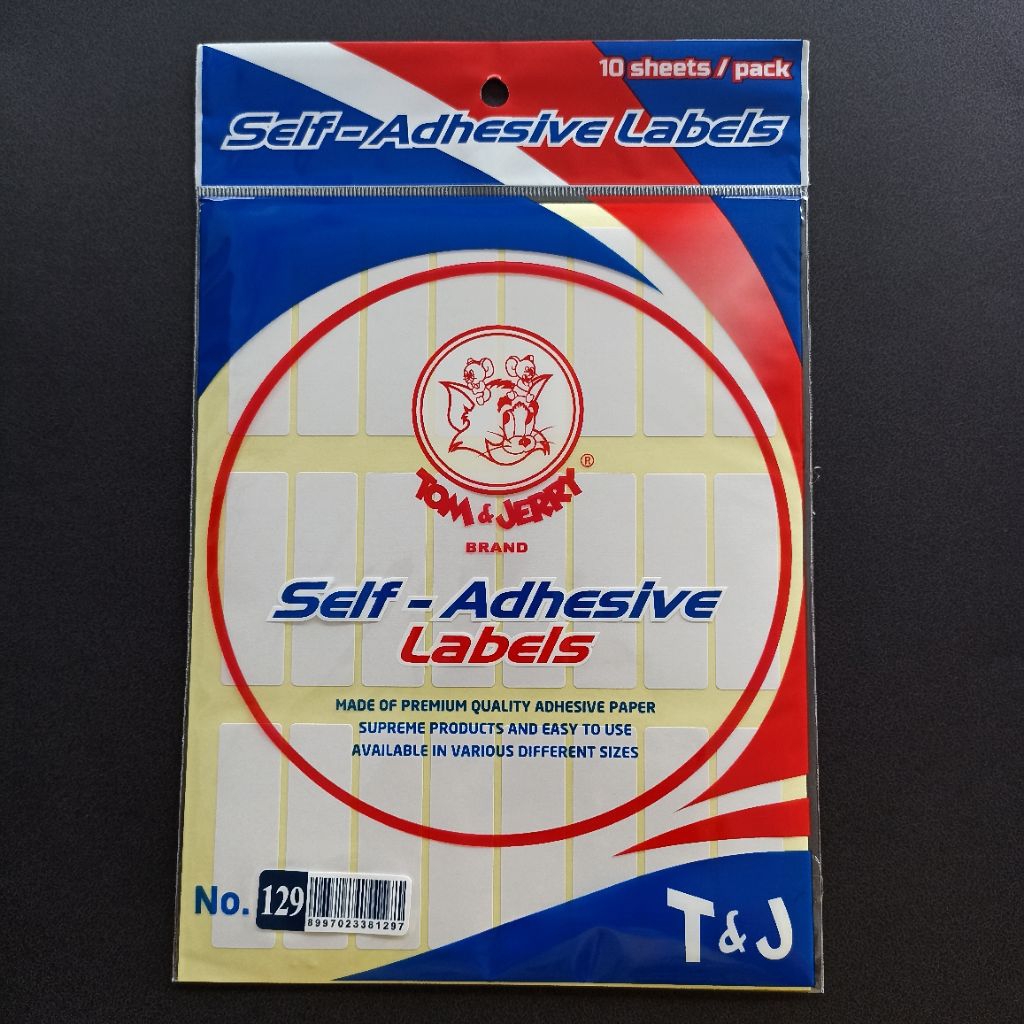 10 sheets / pack
Self - Adhesive Labels
TOM & JERRY ®
BRAND
Self - Adhesive
Labels
MADE OF PREMIUM QUALITY ADHESIVE PAPER
SUPREME PRODUCTS AND EASY TO USE
AVAILABLE IN VARIOUS DIFFERENT SIZES
No. 129
8997023381297
T & J